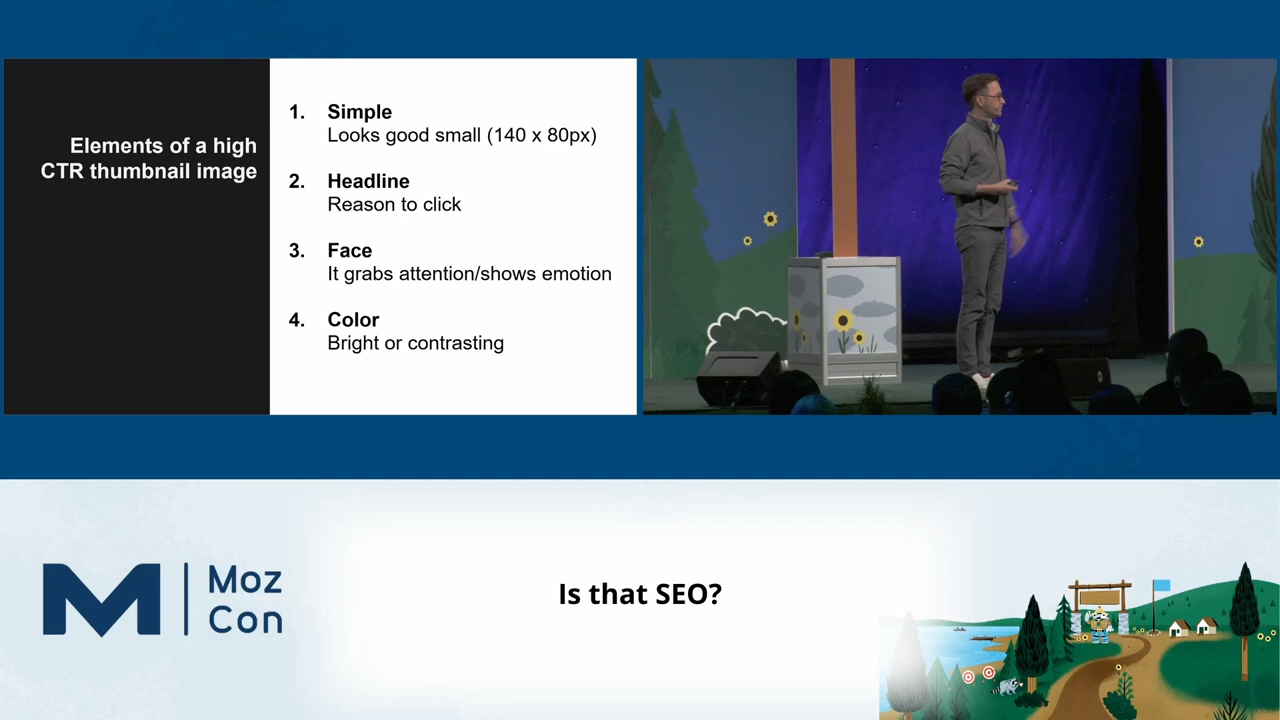 Elements of a high
CTR thumbnail image
1. Simple
Looks good small (140 x 80px)
2. Headline
Reason to click
3. Face
It grabs attention/shows emotion
4. Color
Bright or contrasting
Moz
Con
Is that SEO?